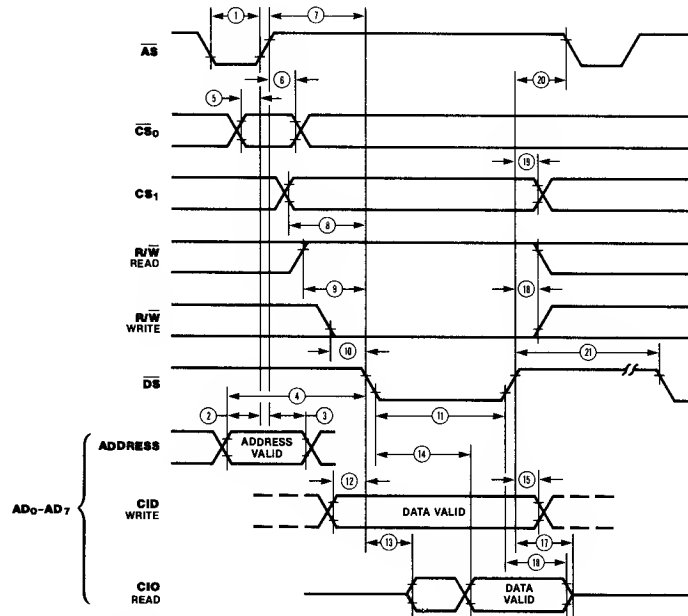 1 7
AS
20
6
5
CS0
19
CS1
8
R/W
READ
9 18
R/W
WRITE
10
21
DS
4
11
2 3
ADDRESS ADDRESS VALID
14
12 15
AD0-AD7
CID
WRITE
DATA VALID
13 17
18
CIO
READ
DATA VALID